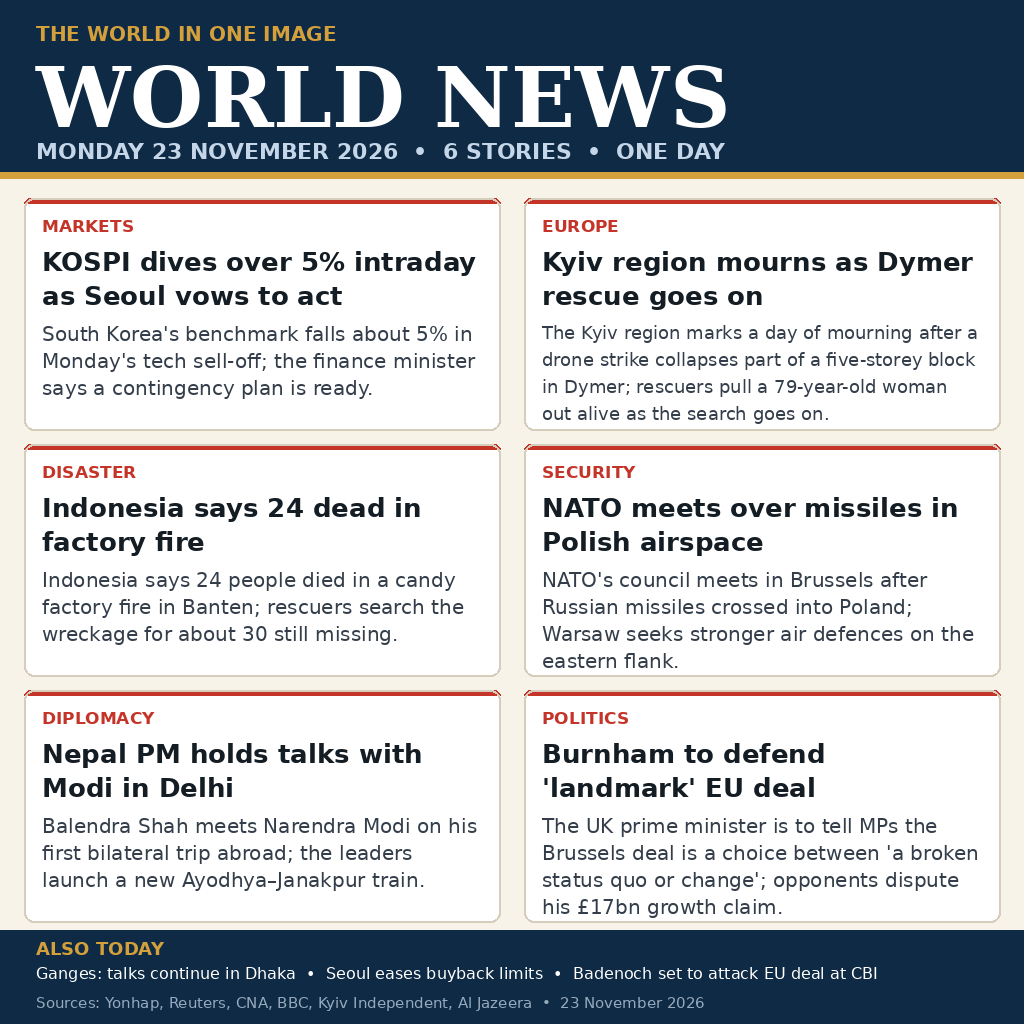 THE WORLD IN ONE IMAGE
WORLD NEWS
MONDAY 23 NOVEMBER 2026 • 6 STORIES • ONE DAY
MARKETS
KOSPI dives over 5% intraday
as Seoul vows to act
South Korea's benchmark falls about 5% in
Monday's tech sell-off; the finance minister
says a contingency plan is ready.
EUROPE
Kyiv region mourns as Dymer
rescue goes on
The Kyiv region marks a day of mourning after a
drone strike collapses part of a five-storey block
in Dymer; rescuers pull a 79-year-old woman
out alive as the search goes on.
DISASTER
Indonesia says 24 dead in
factory fire
Indonesia says 24 people died in a candy
factory fire in Banten; rescuers search the
wreckage for about 30 still missing.
SECURITY
NATO meets over missiles in
Polish airspace
NATO's council meets in Brussels after
Russian missiles crossed into Poland;
Warsaw seeks stronger air defences on the
eastern flank.
DIPLOMACY
Nepal PM holds talks with
Modi in Delhi
Balendra Shah meets Narendra Modi on his
first bilateral trip abroad; the leaders
launch a new Ayodhya–Janakpur train.
POLITICS
Burnham to defend
'landmark' EU deal
The UK prime minister is to tell MPs the
Brussels deal is a choice between 'a broken
status quo or change'; opponents dispute
his £17bn growth claim.
ALSO TODAY
Ganges: talks continue in Dhaka • Seoul eases buyback limits • Badenoch set to attack EU deal at CBI
Sources: Yonhap, Reuters, CNA, BBC, Kyiv Independent, Al Jazeera • 23 November 2026